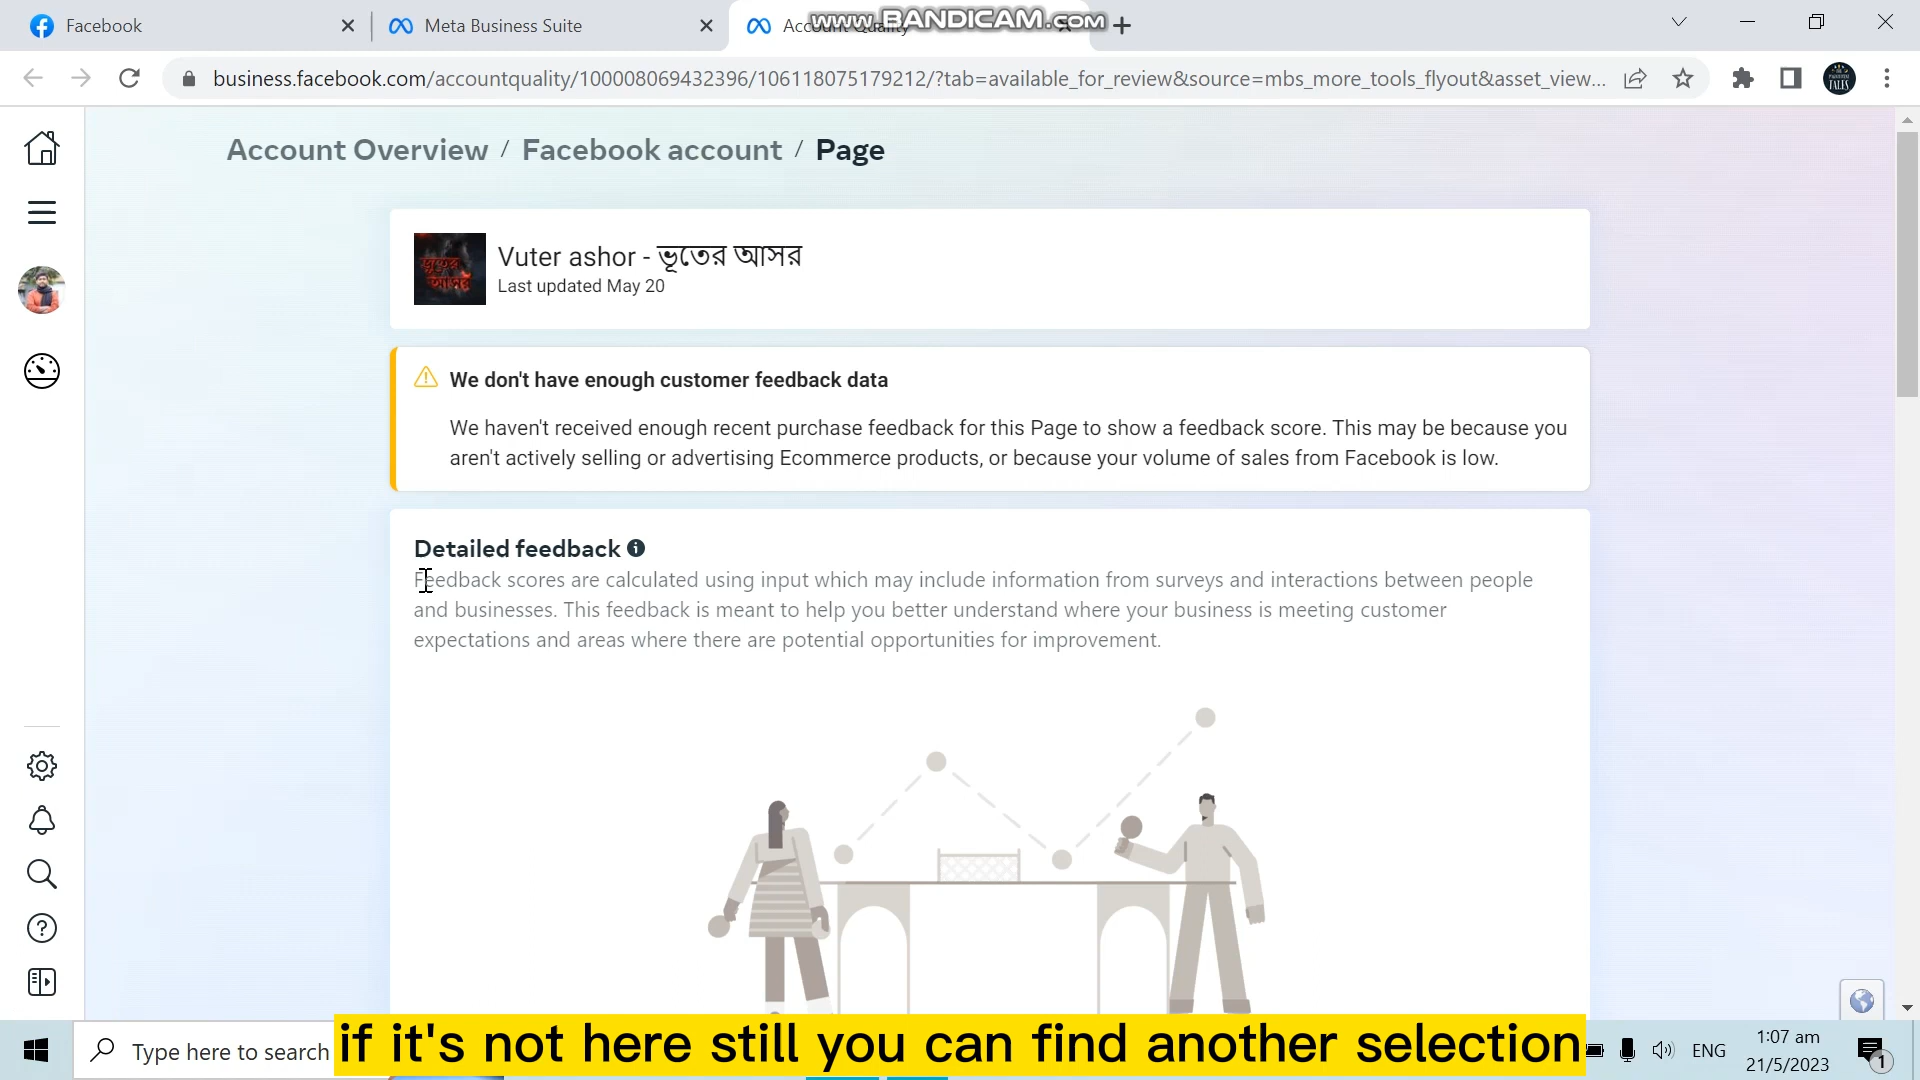 Facebook
Meta Business Suite
Account Quality
www.BANDICAM.com
business.facebook.com/accountquality/100008069432396/106118075179212/?tab=available_for_review&source=mbs_more_tools_flyout&asset_view...
Account Overview / Facebook account / Page
Vuter ashor - ভূতের আসর
Last updated May 20
We don't have enough customer feedback data
We haven't received enough recent purchase feedback for this Page to show a feedback score. This may be because you
aren't actively selling or advertising Ecommerce products, or because your volume of sales from Facebook is low.
Detailed feedback
Feedback scores are calculated using input which may include information from surveys and interactions between people
and businesses. This feedback is meant to help you better understand where your business is meeting customer
expectations and areas where there are potential opportunities for improvement.
Type here to search
if it's not here still you can find another selection
ENG
1:07 am
21/5/2023
1